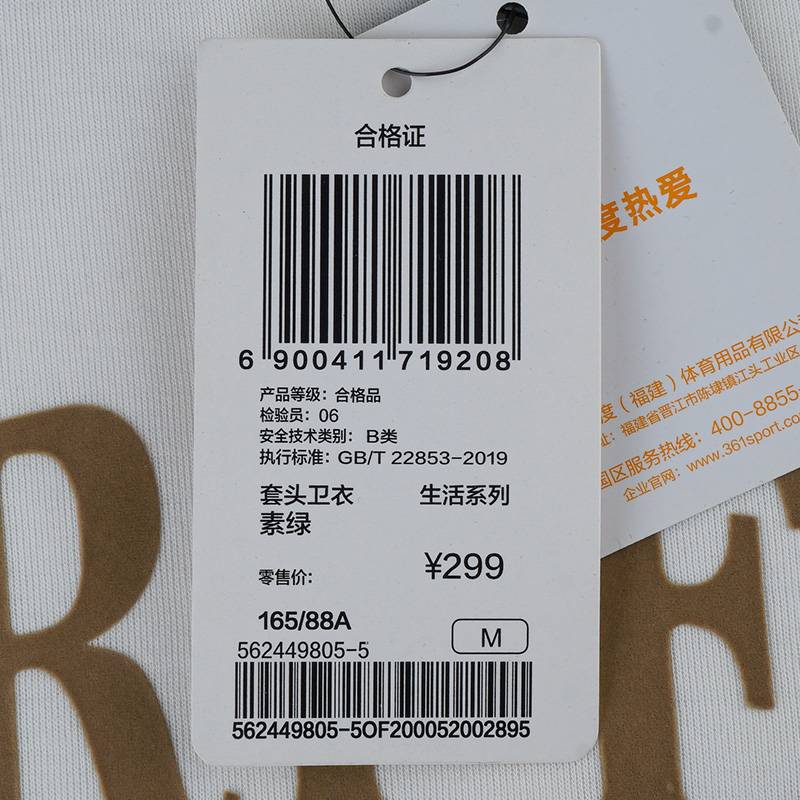 合格证
6 900411 719208
产品等级：合格品
检验员：06
安全技术类别：B类
执行标准：GB/T 22853-2019
套头卫衣 生活系列
素绿
零售价： ¥299
165/88A
562449805-5 M
562449805-5OF200052002895
度热爱
度（福建）体育用品有限公
址：福建省晋江市陈埭镇江头工业区
国区服务热线：400-8855-
企业官网：www.361sport.co
R
F